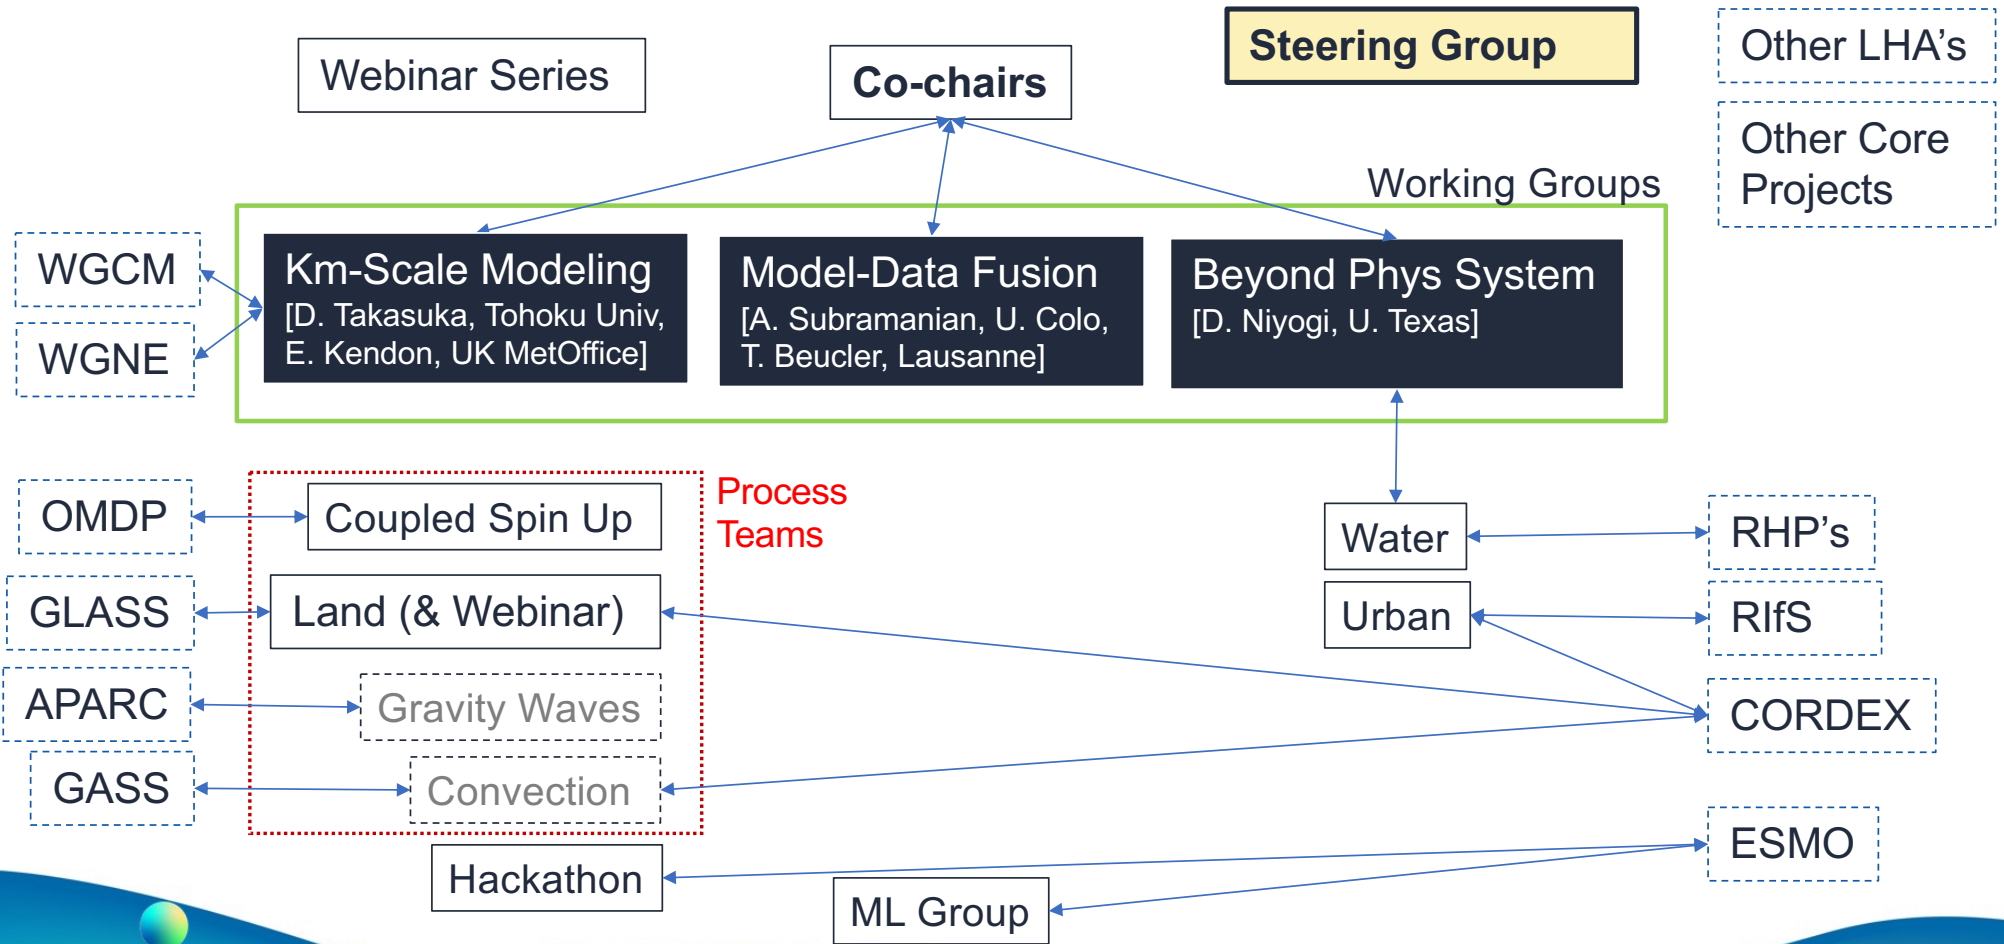 Webinar Series
Co-chairs
Steering Group
Other LHA's
Other Core
Projects
Working Groups
WGCM
WGNE
Km-Scale Modeling
[D. Takasuka, Tohoku Univ,
E. Kendon, UK MetOffice]
Model-Data Fusion
[A. Subramanian, U. Colo,
T. Beucler, Lausanne]
Beyond Phys System
[D. Niyogi, U. Texas]
Process
Teams
OMDP
Coupled Spin Up
GLASS
Land (& Webinar)
APARC
Gravity Waves
GASS
Convection
Water
RHP's
Urban
RIfS
CORDEX
Hackathon
ML Group
ESMO